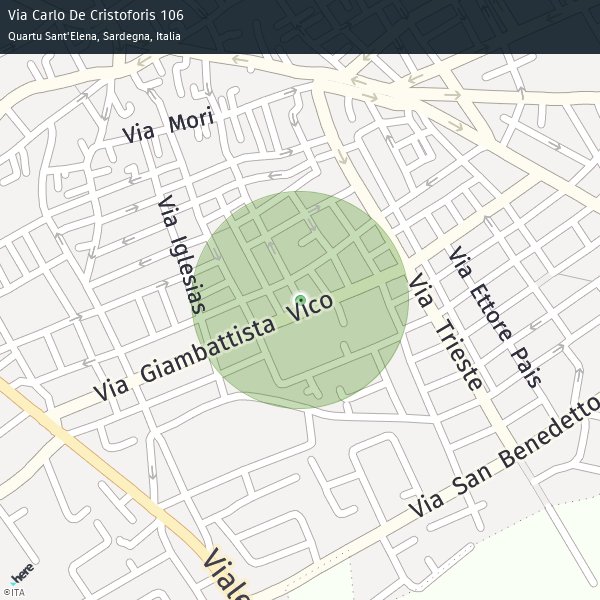 Via Carlo De Cristoforis 106
Quartu Sant'Elena, Sardegna, Italia
Via Mori
Via Iglesias
Via Giambattista Vico
Via Ettore Pais
Via Trieste
Via San Benedetto
Viale
here
©ITA